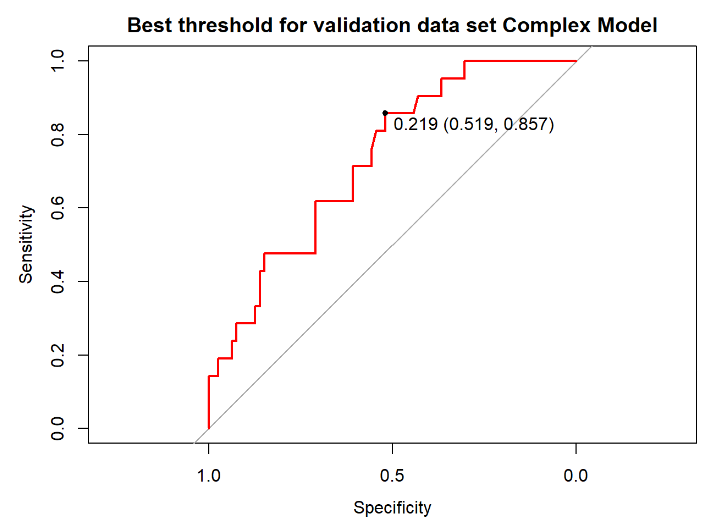 Best threshold for validation data set Complex Model
1.0
0.8
0.6
0.4
0.2
0.0
Sensitivity
0.219 (0.519, 0.857)
1.0 0.5 0.0
Specificity